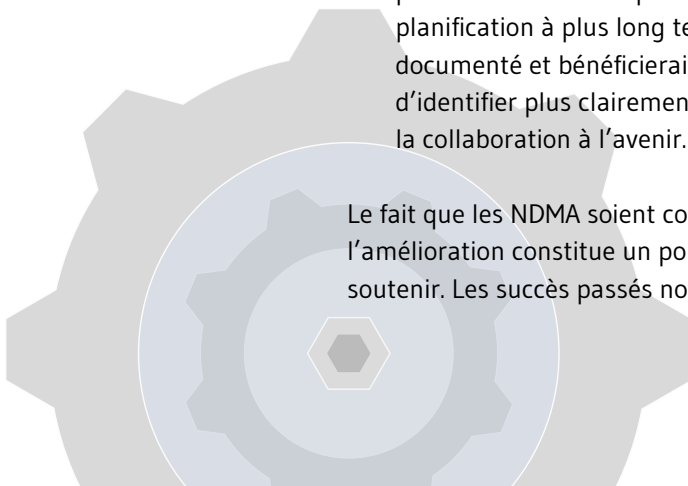 planification à plus long te
documenté et bénéficierai
d'identifier plus clairemen
la collaboration à l'avenir.
Le fait que les NDMA soient co
l'amélioration constitue un po
soutenir. Les succès passés no